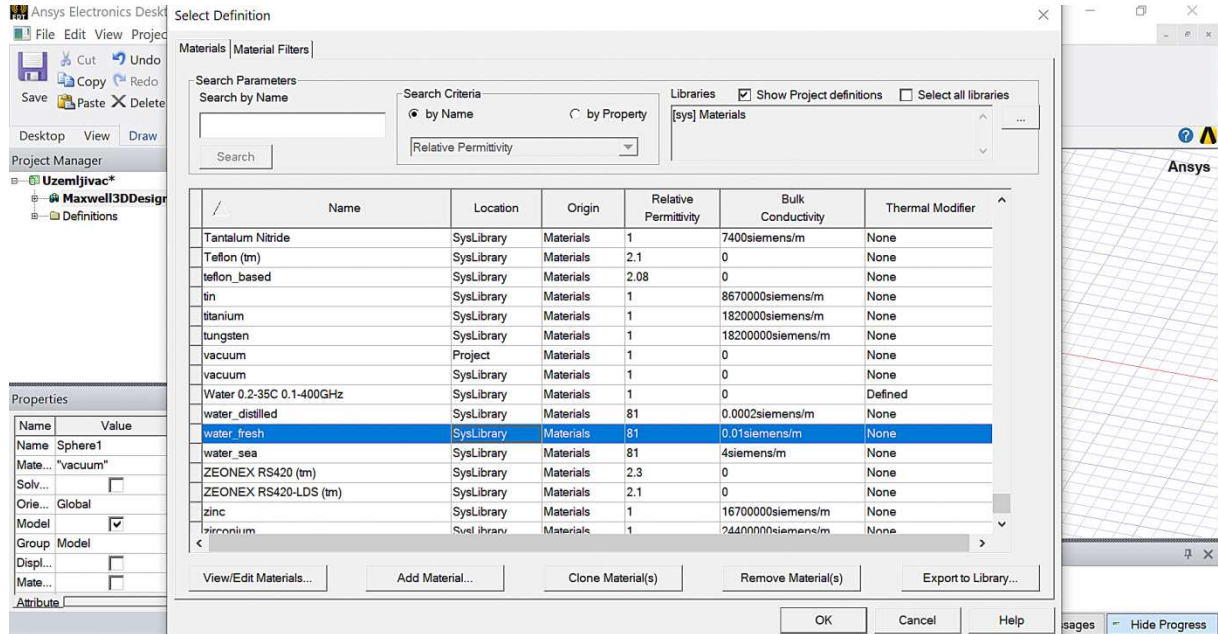 Ansys Electronics Deskt
Select Definition
File Edit View Projec
Materials Material Filters
Cut Undo
Copy Redo
Save Paste Delete
Search Parameters
Search by Name
Search Criteria
by Name by Property
Relative Permittivity
Search
Libraries Show Project definitions Select all libraries
[sys] Materials
...
Desktop View Draw
Project Manager
Uzemljivac*
Maxwell3DDesigr
Definitions
Ansys
Name Location Origin Relative Permittivity Bulk Conductivity Thermal Modifier
Tantalum Nitride SysLibrary Materials 1 7400siemens/m None
Teflon (tm) SysLibrary Materials 2.1 0 None
teflon_based SysLibrary Materials 2.08 0 None
tin SysLibrary Materials 1 8670000siemens/m None
titanium SysLibrary Materials 1 1820000siemens/m None
tungsten SysLibrary Materials 1 18200000siemens/m None
vacuum Project Materials 1 0 None
vacuum SysLibrary Materials 1 0 None
Water 0.2-35C 0.1-400GHz SysLibrary Materials 1 0 Defined
water_distilled SysLibrary Materials 81 0.0002siemens/m None
water_fresh SysLibrary Materials 81 0.01siemens/m None
water_sea SysLibrary Materials 81 4siemens/m None
ZEONEX RS420 (tm) SysLibrary Materials 2.3 0 None
ZEONEX RS420-LDS (tm) SysLibrary Materials 2.1 0 None
zinc SysLibrary Materials 1 16700000siemens/m None
zirconium SysLibrary Materials 1 24400000siemens/m None
Properties
Name Value
Name Sphere1
Mate... "vacuum"
Solv...
Orie... Global
Model
Group Model
Displ...
Mate...
Attribute
View/Edit Materials... Add Material... Clone Material(s) Remove Material(s) Export to Library...
OK Cancel Help
ssages Hide Progress